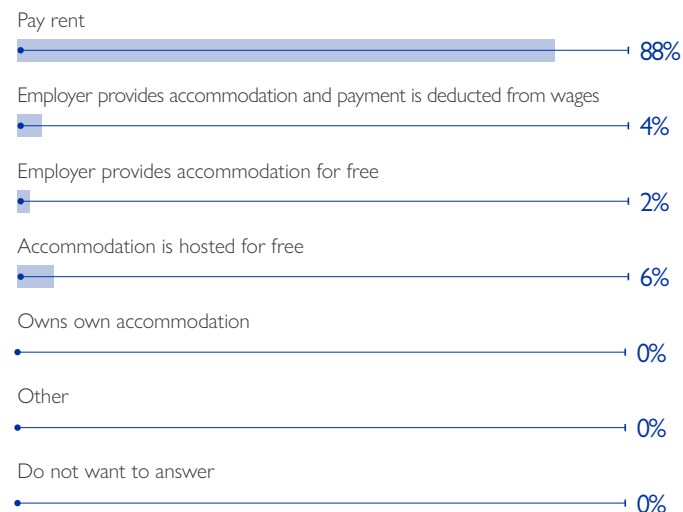 Pay rent
88%
Employer provides accommodation and payment is deducted from wages
4%
Employer provides accommodation for free
2%
Accommodation is hosted for free
6%
Owns own accommodation
0%
Other
0%
Do not want to answer
0%